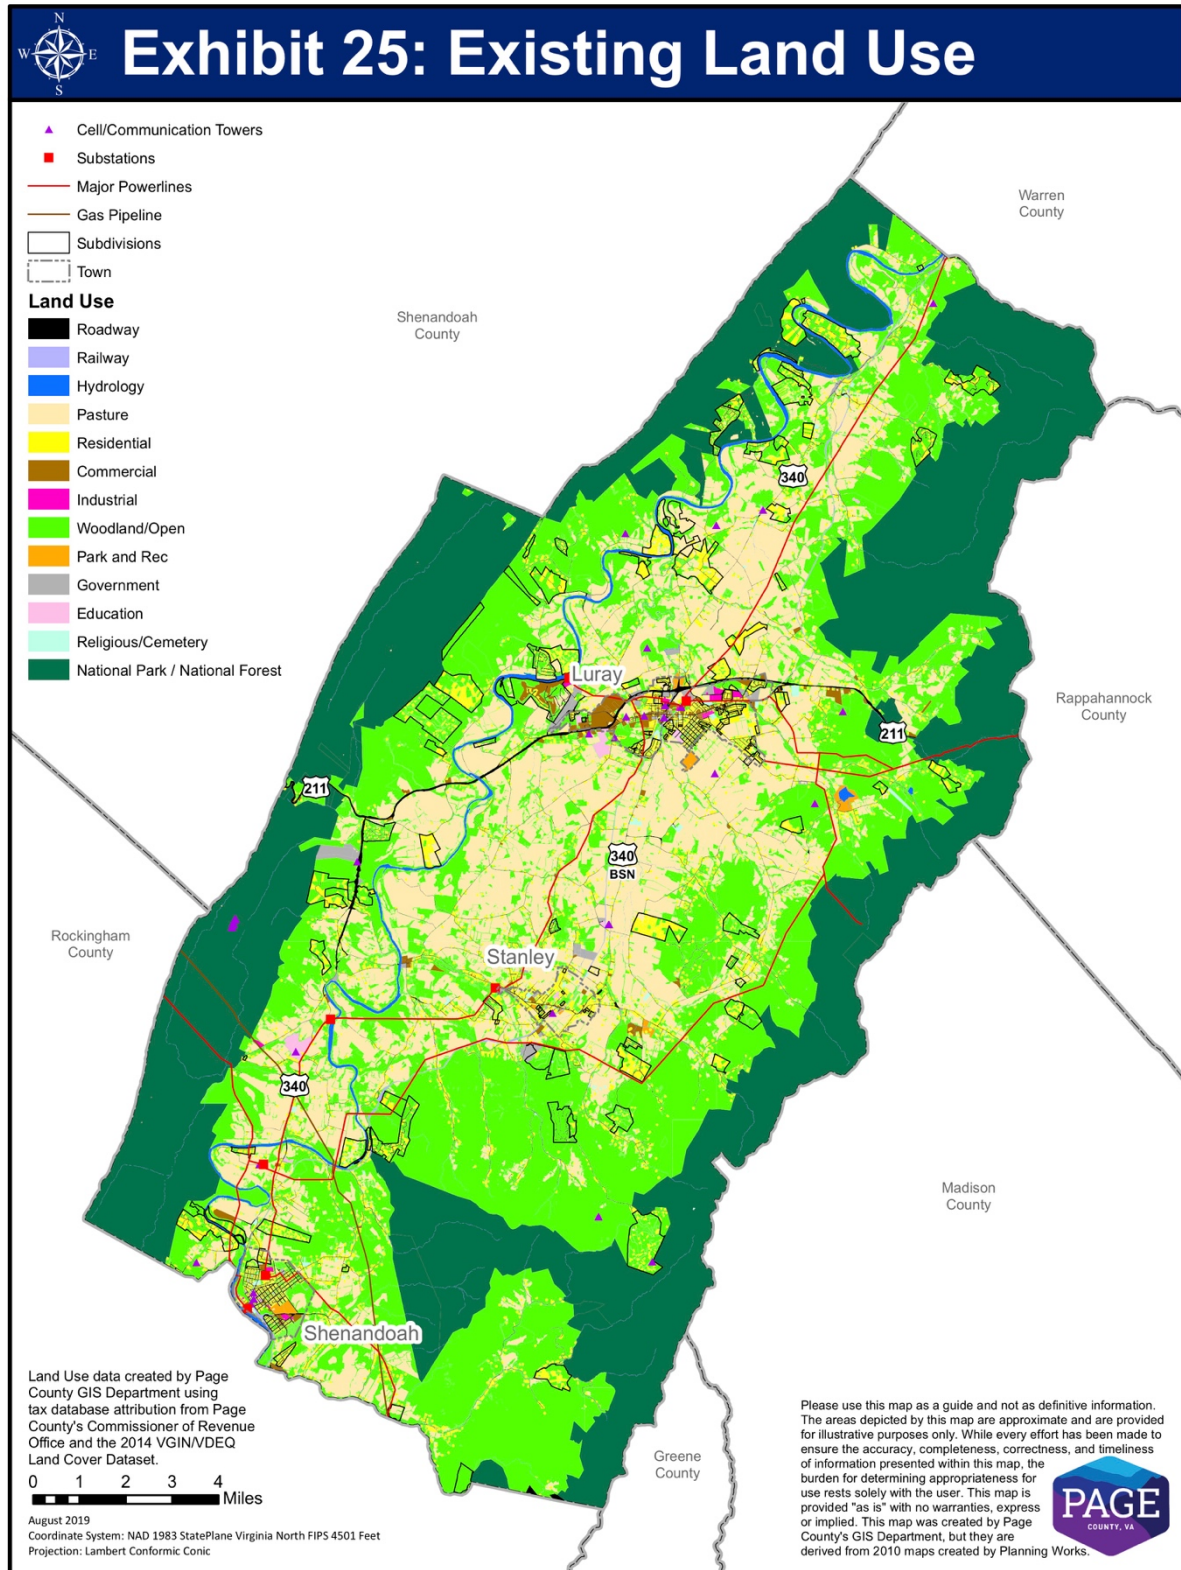 N
W E
S
Exhibit 25: Existing Land Use
Cell/Communication Towers
Substations
Major Powerlines
Gas Pipeline
Subdivisions
Town
Land Use
Roadway
Railway
Hydrology
Pasture
Residential
Commercial
Industrial
Woodland/Open
Park and Rec
Government
Education
Religious/Cemetery
National Park / National Forest
Warren
County
Shenandoah
County
340
Luray
Rappahannock
County
211
211
340
BSN
Rockingham
County
Stanley
340
Madison
County
Shenandoah
Greene
County
Land Use data created by Page
County GIS Department using
tax database attribution from Page
County's Commissioner of Revenue
Office and the 2014 VGIN/VDEQ
Land Cover Dataset.
0 1 2 3 4
Miles
August 2019
Coordinate System: NAD 1983 StatePlane Virginia North FIPS 4501 Feet
Projection: Lambert Conformic Conic
Please use this map as a guide and not as definitive information.
The areas depicted by this map are approximate and are provided
for illustrative purposes only. While every effort has been made to
ensure the accuracy, completeness, correctness, and timeliness
of information presented within this map, the
burden for determining appropriateness for
use rests solely with the user. This map is
provided "as is" with no warranties, express
or implied. This map was created by Page
County's GIS Department, but they are
derived from 2010 maps created by Planning Works.
PAGE
COUNTY, VA